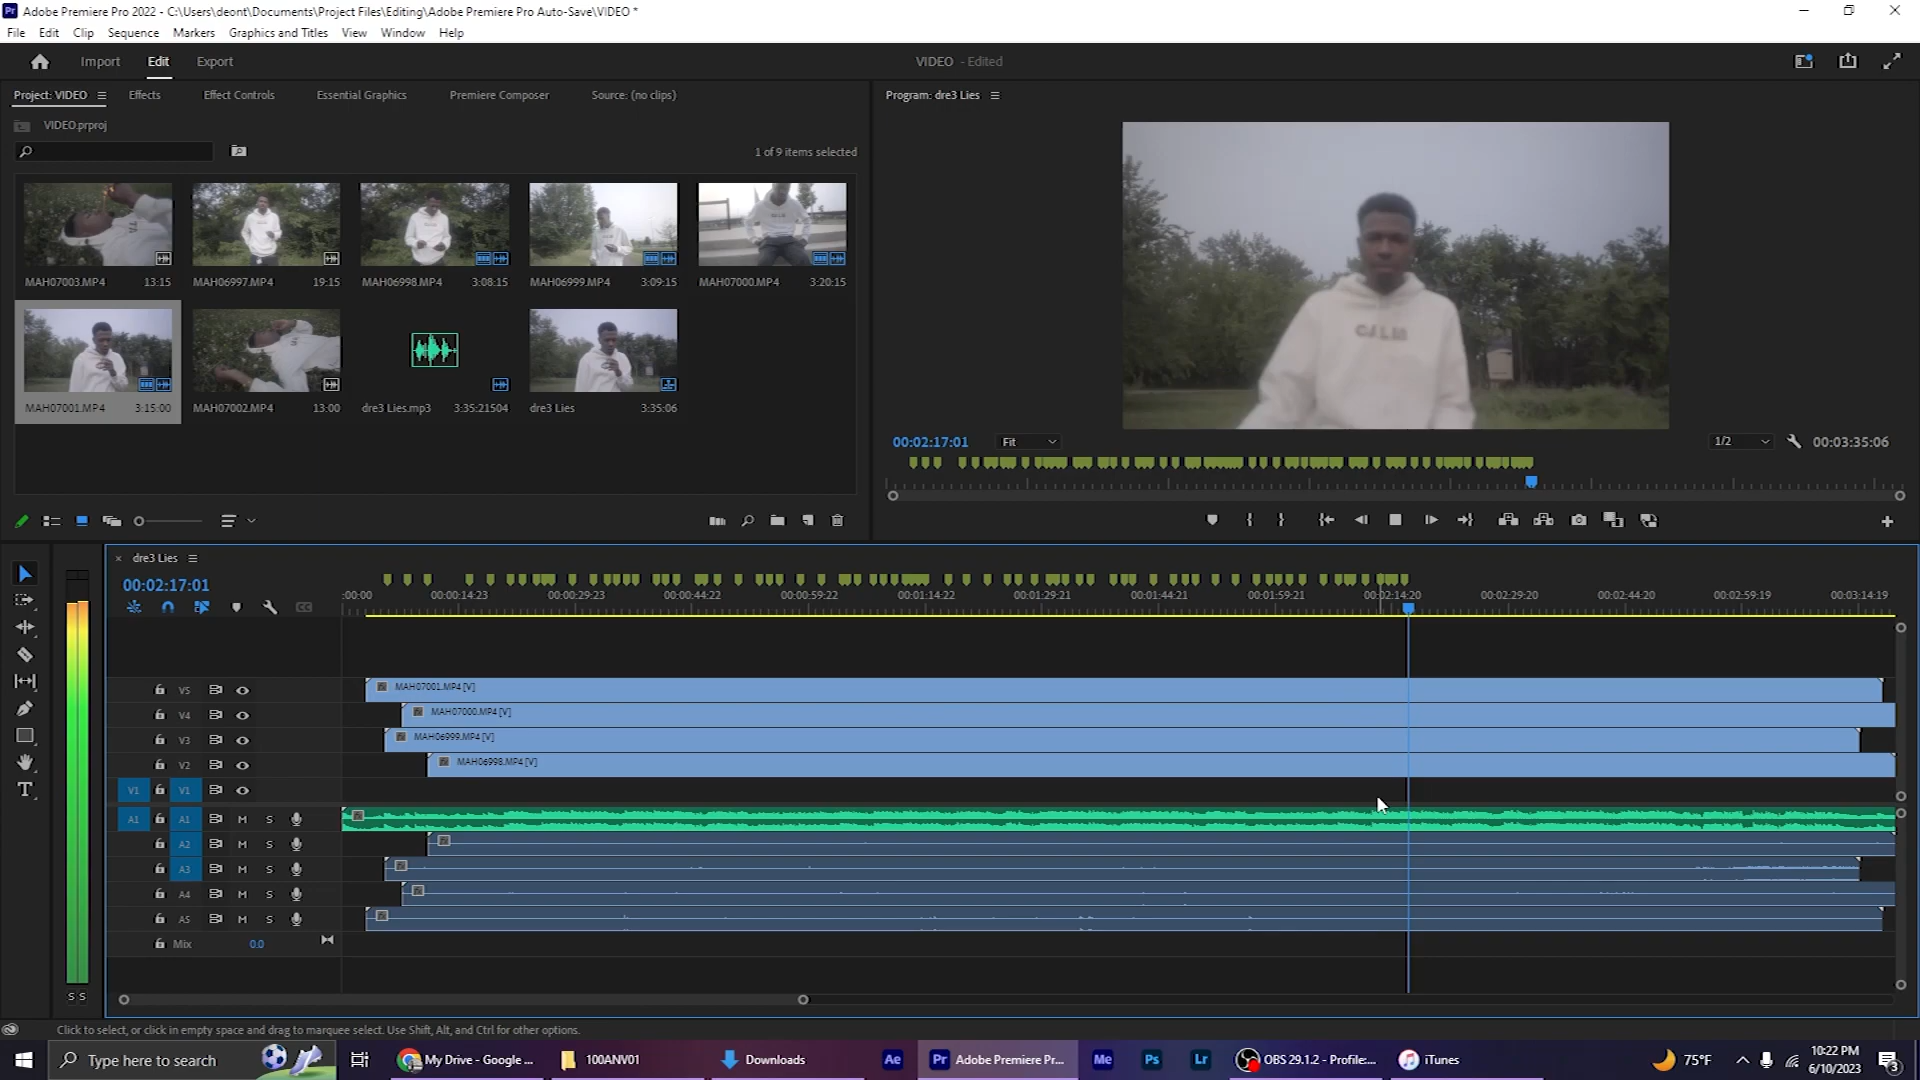 Pr Adobe Premiere Pro 2022 - C:\Users\deont\Documents\Project Files\Editing\Adobe Premiere Pro Auto-Save\VIDEO *
File Edit Clip Sequence Markers Graphics and Titles View Window Help
Import Edit Export VIDEO - Edited
Project: VIDEO Effects Effect Controls Essential Graphics Premiere Composer Source: (no clips)
Program: dre3 Lies
VIDEO.prproj
1 of 9 items selected
MAH07003.MP4 13:15 MAH06997.MP4 19:15 MAH06998.MP4 3:08:15 MAH06999.MP4 3:09:15 MAH07000.MP4 3:20:15
MAH07001.MP4 3:15:00 MAH07002.MP4 13:00 dre3 Lies.mp3 3:35:21504 dre3 Lies 3:35:06
00:02:17:01 Fit 1/2 00:03:35:06
dre3 Lies
00:02:17:01
:00:00 00:00:14:23 00:00:29:23 00:00:44:22 00:00:59:22 00:01:14:22 00:01:29:21 00:01:44:21 00:01:59:21 00:02:14:20 00:02:29:20 00:02:44:20 00:02:59:19 00:03:14:19
V5 MAH07001.MP4 [V]
V4 MAH07000.MP4 [V]
V3 MAH06999.MP4 [V]
V2 MAH06998.MP4 [V]
V1 V1
A1 A1 M S
A2 M S
A3 M S
A4 M S
A5 M S
Mix 0.0
S S
Click to select, or click in empty space and drag to marquee select. Use Shift, Alt, and Ctrl for other options.
Type here to search My Drive - Google ... 100ANV01 Downloads Ae Pr Adobe Premiere Pr... Me Ps Lr OBS 29.1.2 - Profile:... iTunes 75°F
10:22 PM
6/10/2023
3